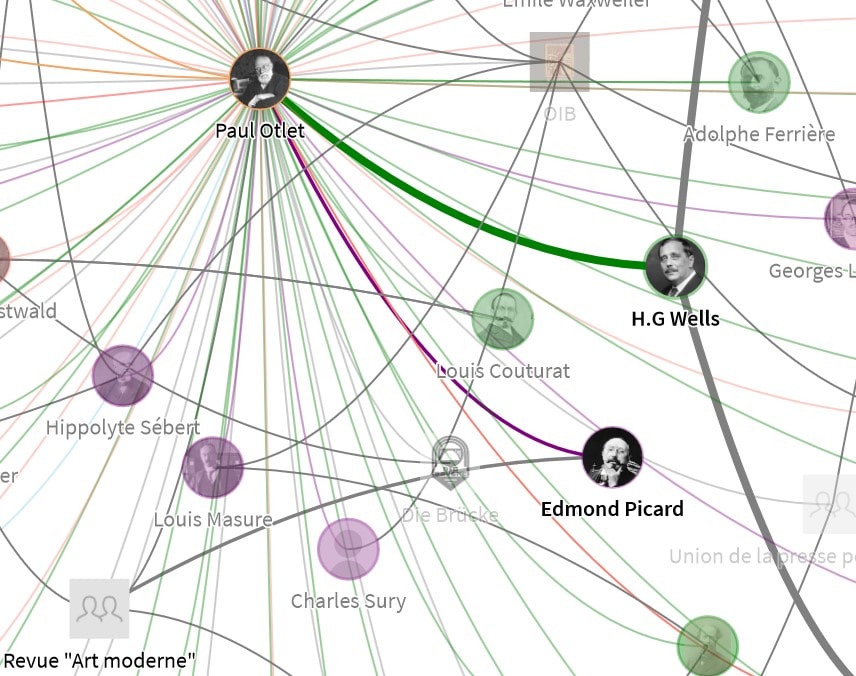 Emile Waxweiler
Paul Otlet
OIB
Adolphe Ferrière
Georges L
stwald
H.G Wells
Louis Couturat
Hippolyte Sébert
er
Louis Masure
Die Brücke
Edmond Picard
Union de la presse p
Charles Sury
Revue "Art moderne"